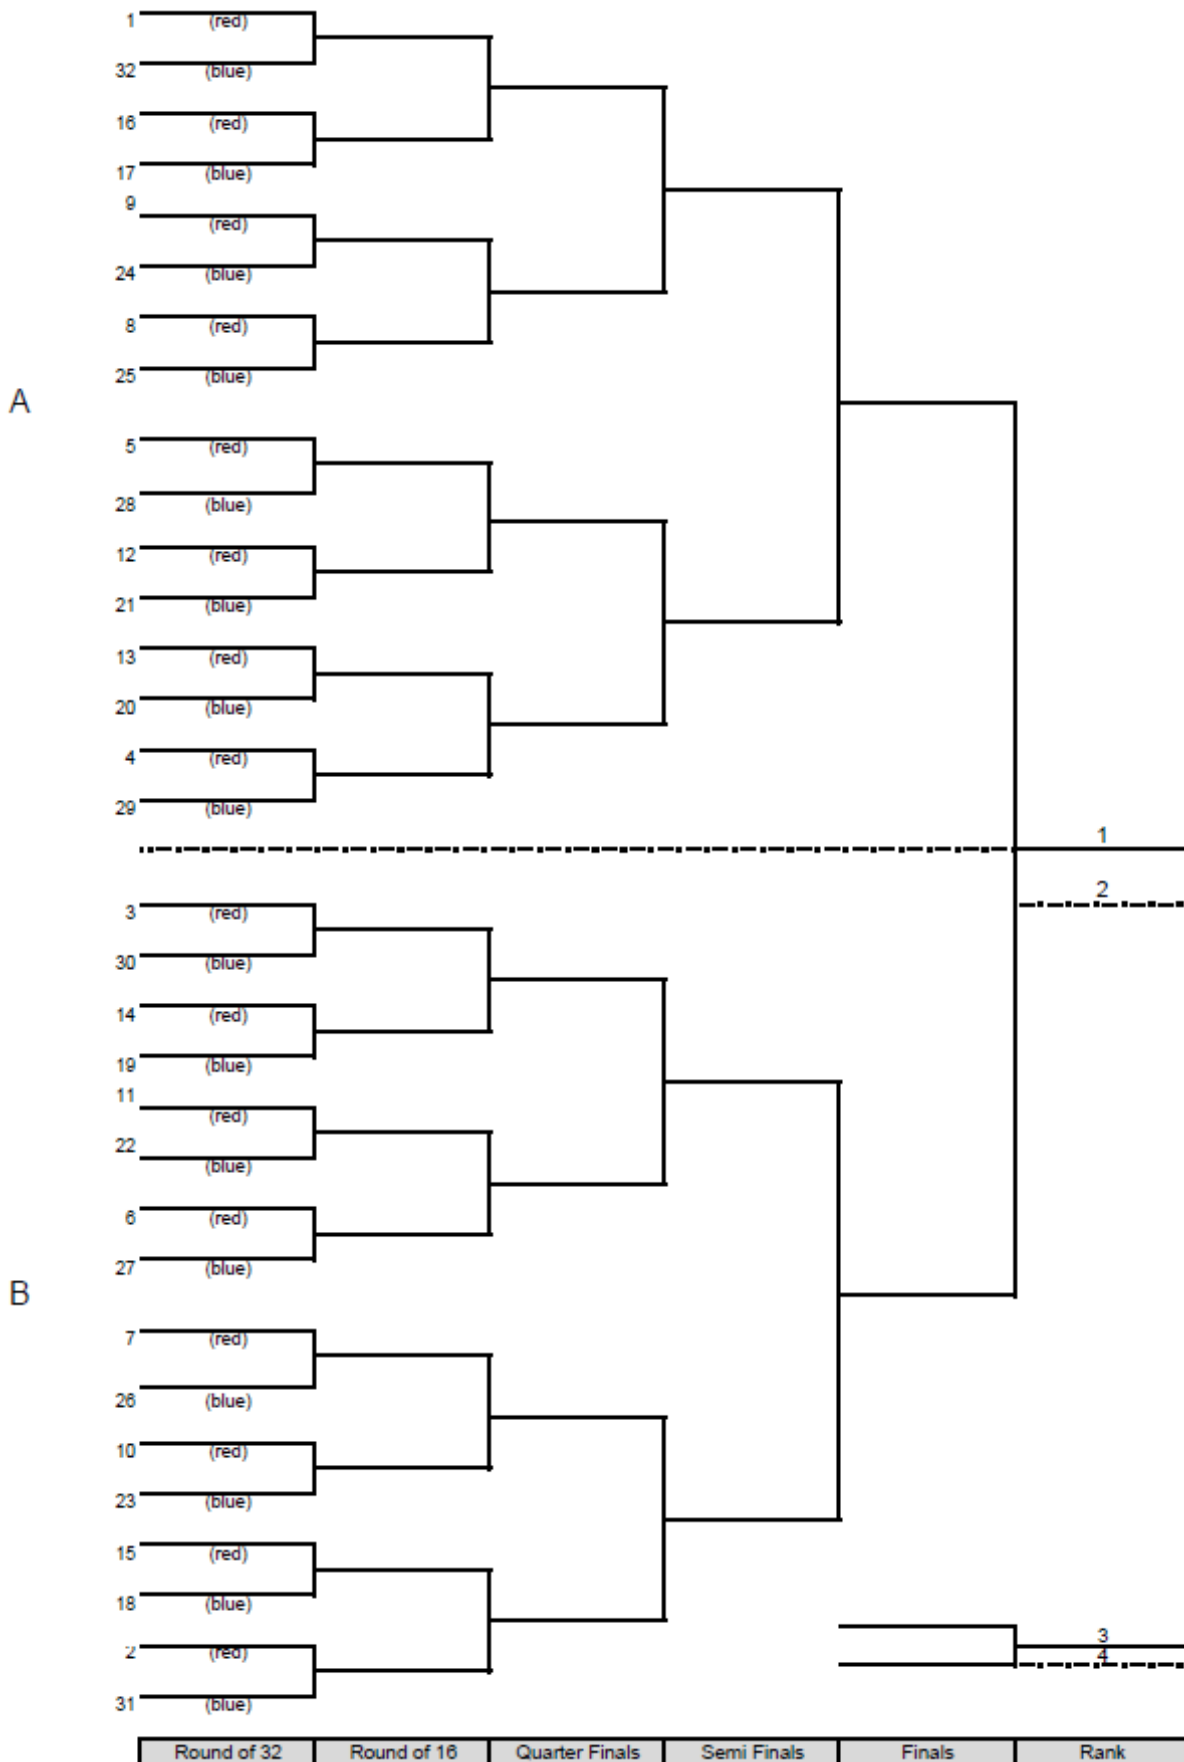 1 (red)
32 (blue)
16 (red)
17 (blue)
9 (red)
24 (blue)
8 (red)
25 (blue)
A
5 (red)
28 (blue)
12 (red)
21 (blue)
13 (red)
20 (blue)
4 (red)
29 (blue)
1
2
3 (red)
30 (blue)
14 (red)
19 (blue)
11 (red)
22 (blue)
6 (red)
27 (blue)
B
7 (red)
26 (blue)
10 (red)
23 (blue)
15 (red)
18 (blue)
3
2 (red)
4
31 (blue)
Round of 32 Round of 16 Quarter Finals Semi Finals Finals Rank